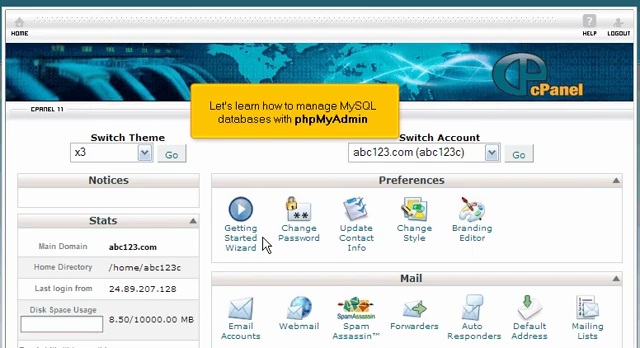 HOME
HELP
LOGOUT
cPanel
CPANEL 11
Let's learn how to manage MySQL
databases with phpMyAdmin
Switch Theme
x3
Go
Switch Account
abc123.com (abc123c)
Go
Notices
Stats
Main Domain abc123.com
Home Directory /home/abc123c
Last login from 24.89.207.128
Disk Space Usage
8.50/10000.00 MB
Preferences
Getting
Started
Wizard
Change
Password
Update
Contact
Info
Change
Style
Branding
Editor
Mail
Email
Accounts
Webmail
SpamAssassin
Spam
Assassin™
Forwarders
Auto
Responders
Default
Address
Mailing
Lists